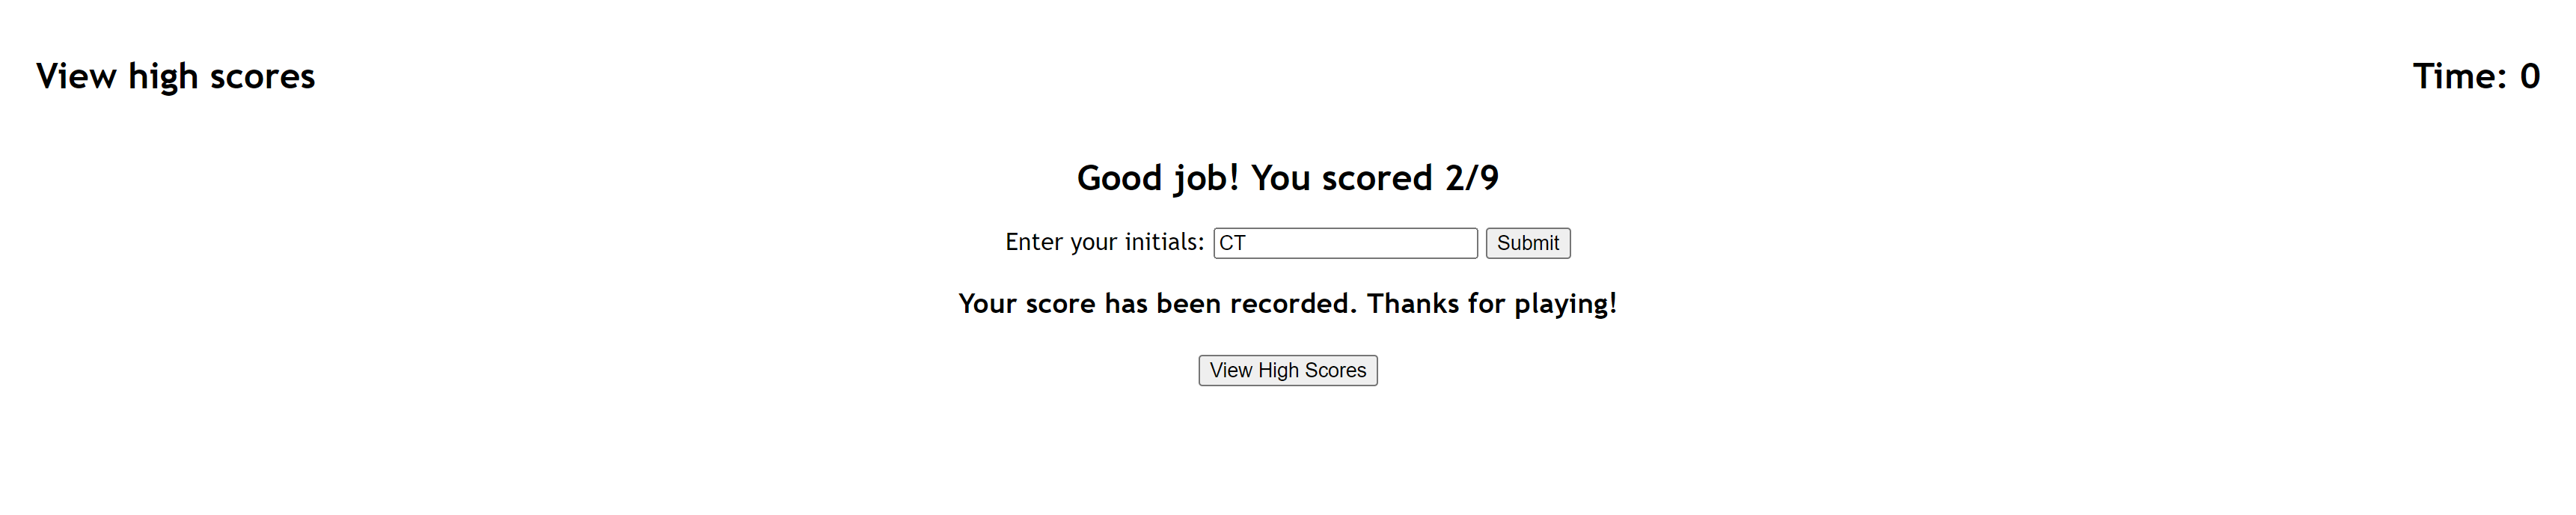 View high scores
Time: 0
Good job! You scored 2/9
Enter your initials: CT Submit
Your score has been recorded. Thanks for playing!
View High Scores